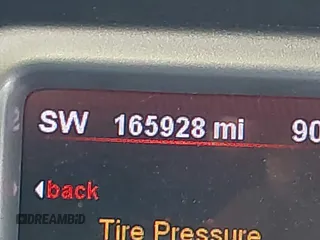 SW 165928 mi 90
back
Tire Pressure
DREAMBID